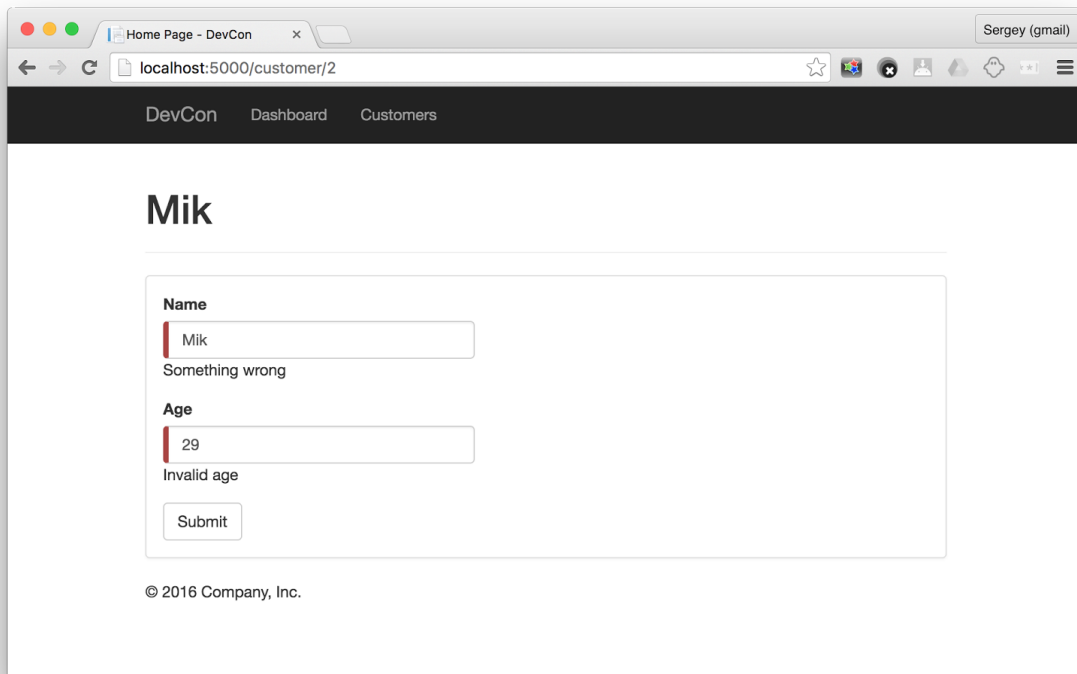 Home Page - DevCon
Sergey (gmail)
localhost:5000/customer/2
DevCon Dashboard Customers
Mik
Name
Mik
Something wrong
Age
29
Invalid age
Submit
© 2016 Company, Inc.